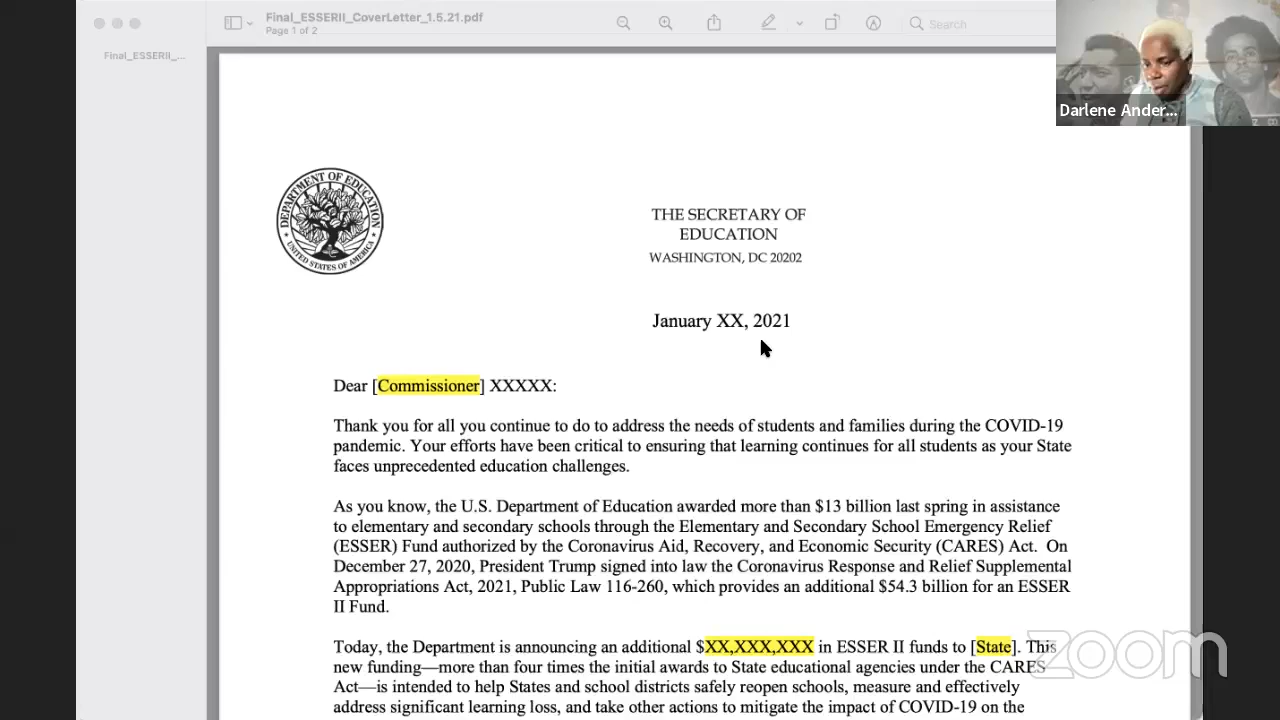 Final_ESSERII_CoverLetter_1.5.21.pdf
Page 1 of 2
Search
Final_ESSERII_...
Darlene Ander...
DEPARTMENT OF EDUCATION
UNITED STATES OF AMERICA
THE SECRETARY OF
EDUCATION
WASHINGTON, DC 20202
January XX, 2021
Dear [Commissioner] XXXXX:
Thank you for all you continue to do to address the needs of students and families during the COVID-19
pandemic. Your efforts have been critical to ensuring that learning continues for all students as your State
faces unprecedented education challenges.
As you know, the U.S. Department of Education awarded more than $13 billion last spring in assistance
to elementary and secondary schools through the Elementary and Secondary School Emergency Relief
(ESSER) Fund authorized by the Coronavirus Aid, Recovery, and Economic Security (CARES) Act. On
December 27, 2020, President Trump signed into law the Coronavirus Response and Relief Supplemental
Appropriations Act, 2021, Public Law 116-260, which provides an additional $54.3 billion for an ESSER
II Fund.
Today, the Department is announcing an additional $XX,XXX,XXX in ESSER II funds to [State]. This
new funding—more than four times the initial awards to State educational agencies under the CARES
Act—is intended to help States and school districts safely reopen schools, measure and effectively
address significant learning loss, and take other actions to mitigate the impact of COVID-19 on the
zoom